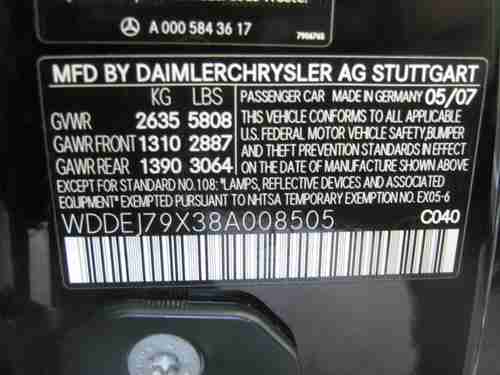 A 000 584 36 17
7906765
MFD BY DAIMLERCHRYSLER AG STUTTGART
KG LBS PASSENGER CAR MADE IN GERMANY 05/07
GVWR 2635 5808 THIS VEHICLE CONFORMS TO ALL APPLICABLE
U.S. FEDERAL MOTOR VEHICLE SAFETY, BUMPER
GAWR FRONT 1310 2887 AND THEFT PREVENTION STANDARDS IN EFFECT
GAWR REAR 1390 3064 ON THE DATE OF MANUFACTURE SHOWN ABOVE.
EXCEPT FOR STANDARD NO. 108: "LAMPS, REFLECTIVE DEVICES AND ASSOCIATED
EQUIPMENT" EXEMPTED PURSUANT TO NHTSA TEMPORARY EXEMPTION NO. EX05-6
WDDEJ79X38A008505 C040